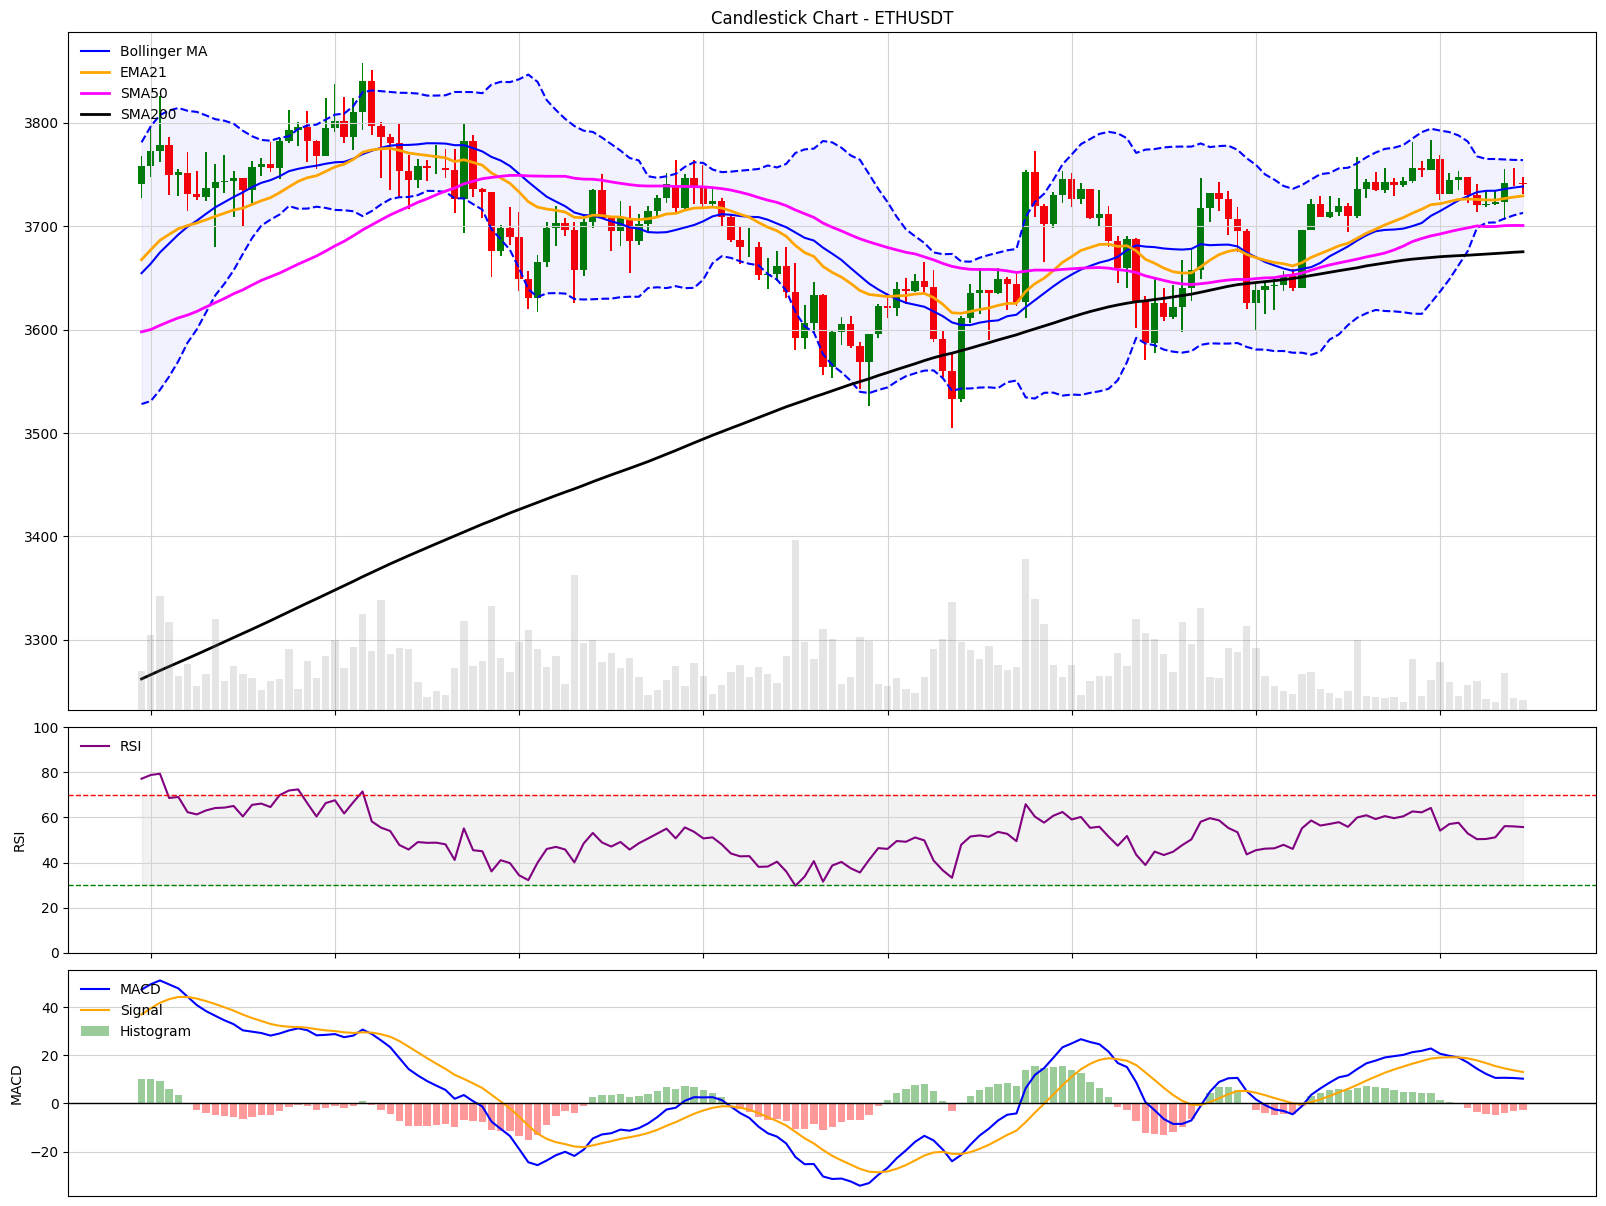 Candlestick Chart - ETHUSDT
Bollinger MA
EMA21
SMA50
SMA200
3800
3700
3600
3500
3400
3300
100
80
60
40
20
0
RSI
RSI
40
20
0
−20
MACD
MACD
Signal
Histogram